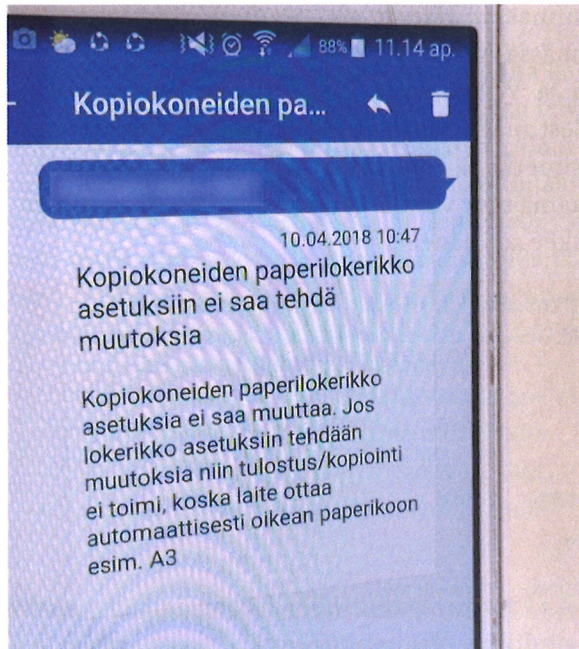 88% 11.14 ap.
Kopiokoneiden pa...
10.04.2018 10:47
Kopiokoneiden paperilokerikko
asetuksiin ei saa tehdä
muutoksia
Kopiokoneiden paperilokerikko
asetuksia ei saa muuttaa. Jos
lokerikko asetuksiin tehdään
muutoksia niin tulostus/kopiointi
ei toimi, koska laite ottaa
automaattisesti oikean paperikoon
esim. A3